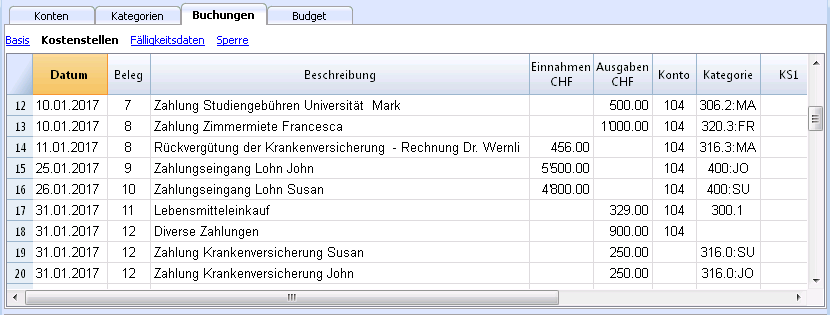 Konten Kategorien Buchungen Budget
Basis Kostenstellen Fälligkeitsdaten Sperre
Datum Beleg Beschreibung Einnahmen CHF Ausgaben CHF Konto Kategorie KS1
12 10.01.2017 7 Zahlung Studiengebühren Universität Mark 500.00 104 306.2:MA
13 10.01.2017 8 Zahlung Zimmermiete Francesca 1'000.00 104 320.3:FR
14 11.01.2017 8 Rückvergütung der Krankenversicherung - Rechnung Dr. Wernli 456.00 104 316.3:MA
15 25.01.2017 9 Zahlungseingang Lohn John 5'500.00 104 400:JO
16 26.01.2017 10 Zahlungseingang Lohn Susan 4'800.00 104 400:SU
17 31.01.2017 11 Lebensmitteleinkauf 329.00 104 300.1
18 31.01.2017 12 Diverse Zahlungen 900.00 104
19 31.01.2017 12 Zahlung Krankenversicherung Susan 250.00 316.0:SU
20 31.01.2017 12 Zahlung Krankenversicherung John 250.00 316.0:JO